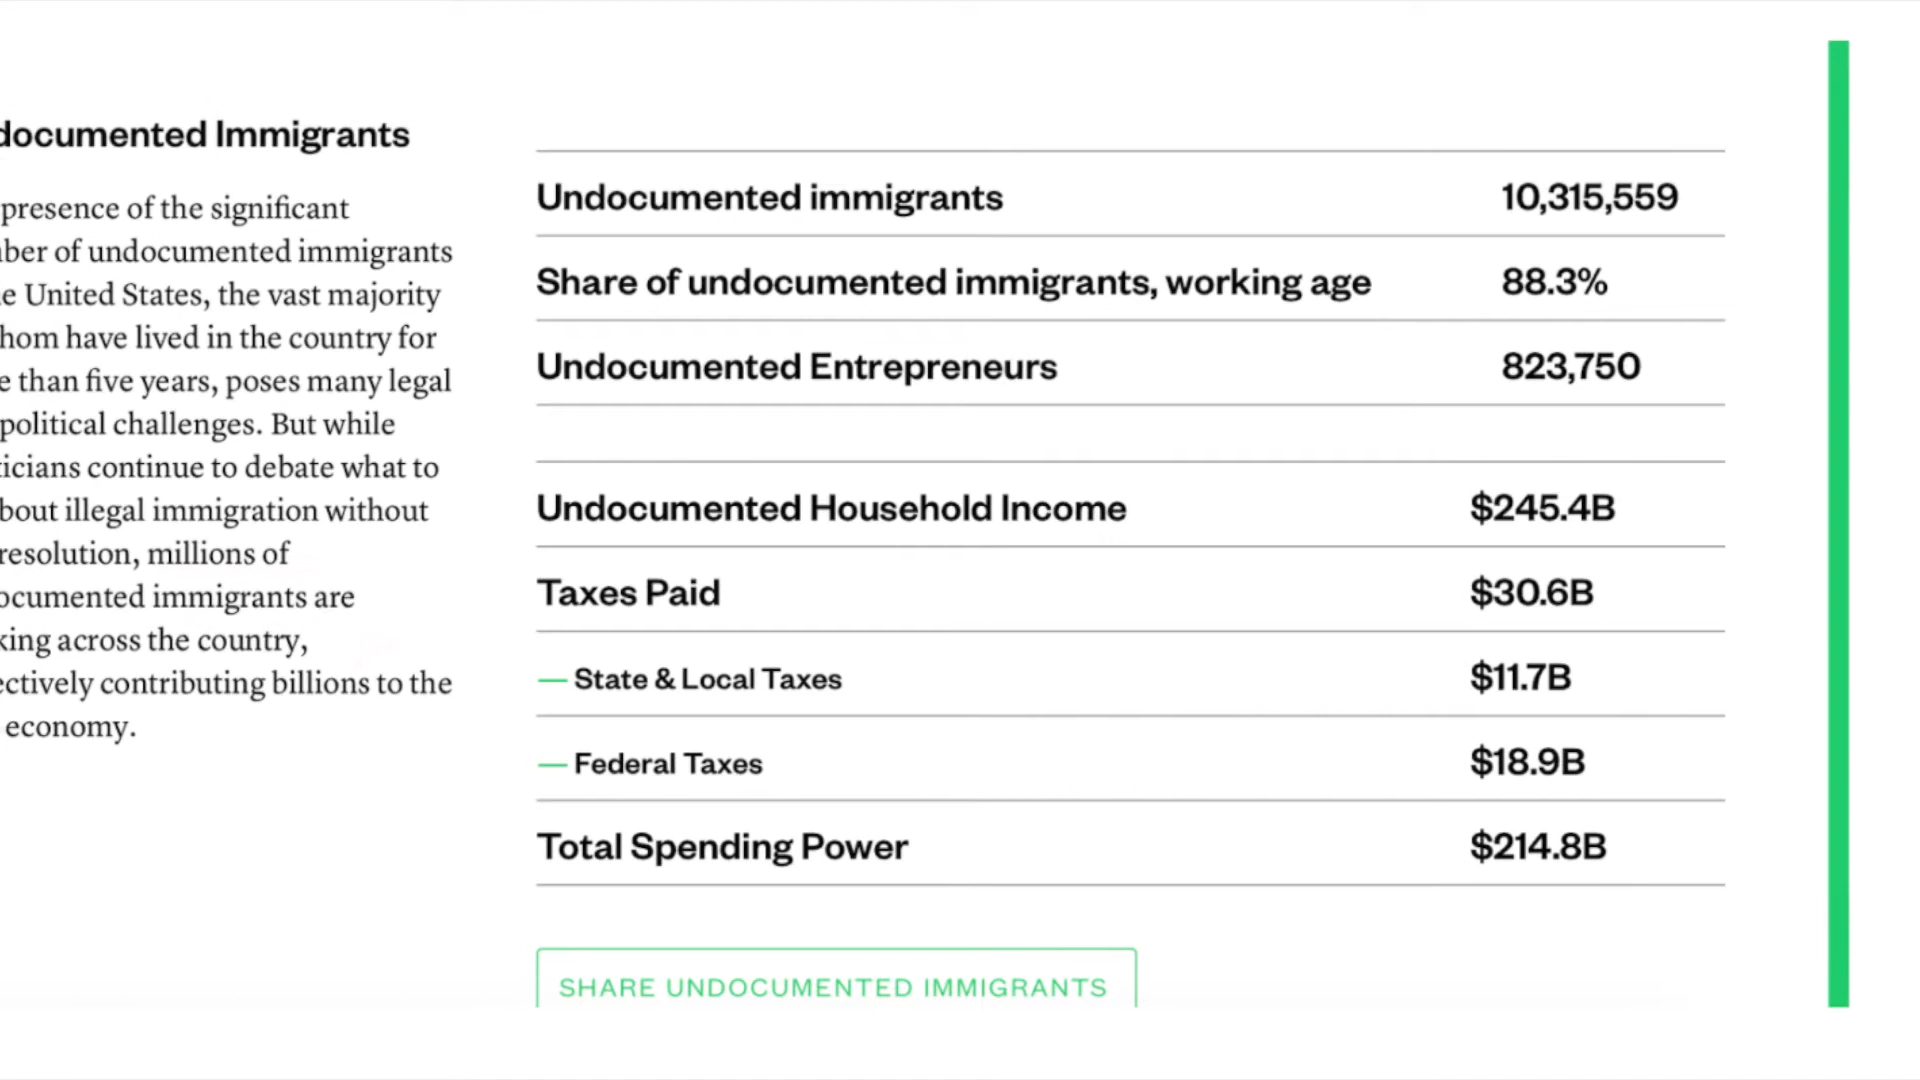 documented Immigrants
presence of the significant
ber of undocumented immigrants
e United States, the vast majority
hom have lived in the country for
e than five years, poses many legal
political challenges. But while
icians continue to debate what to
bout illegal immigration without
resolution, millions of
ocumented immigrants are
king across the country,
ectively contributing billions to the
economy.
Undocumented immigrants 10,315,559
Share of undocumented immigrants, working age 88.3%
Undocumented Entrepreneurs 823,750
Undocumented Household Income $245.4B
Taxes Paid $30.6B
— State & Local Taxes $11.7B
— Federal Taxes $18.9B
Total Spending Power $214.8B
SHARE UNDOCUMENTED IMMIGRANTS